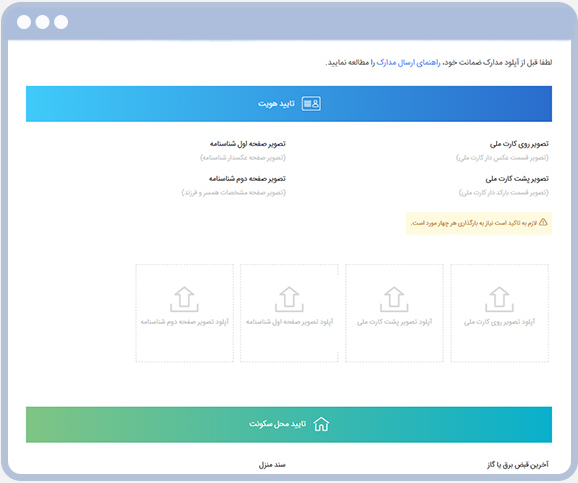 لطفا قبل از آپلود مدارک ضمانت خود، راهنمای ارسال مدارک را مطالعه نمایید.
تایید هویت
تصویر روی کارت ملی
(تصویر قسمت عکس دار کارت ملی)
تصویر صفحه اول شناسنامه
(تصویر صفحه عکسدار شناسنامه)
تصویر پشت کارت ملی
(تصویر قسمت بارکد دار کارت ملی)
تصویر صفحه دوم شناسنامه
(تصویر صفحه مشخصات همسر و فرزند)
لازم به تاکید است نیاز به بارگذاری هر چهار مورد است.
آپلود تصویر روی کارت ملی
آپلود تصویر پشت کارت ملی
آپلود تصویر صفحه اول شناسنامه
آپلود تصویر صفحه دوم شناسنامه
تایید محل سکونت
آخرین قبض برق یا گاز
سند منزل